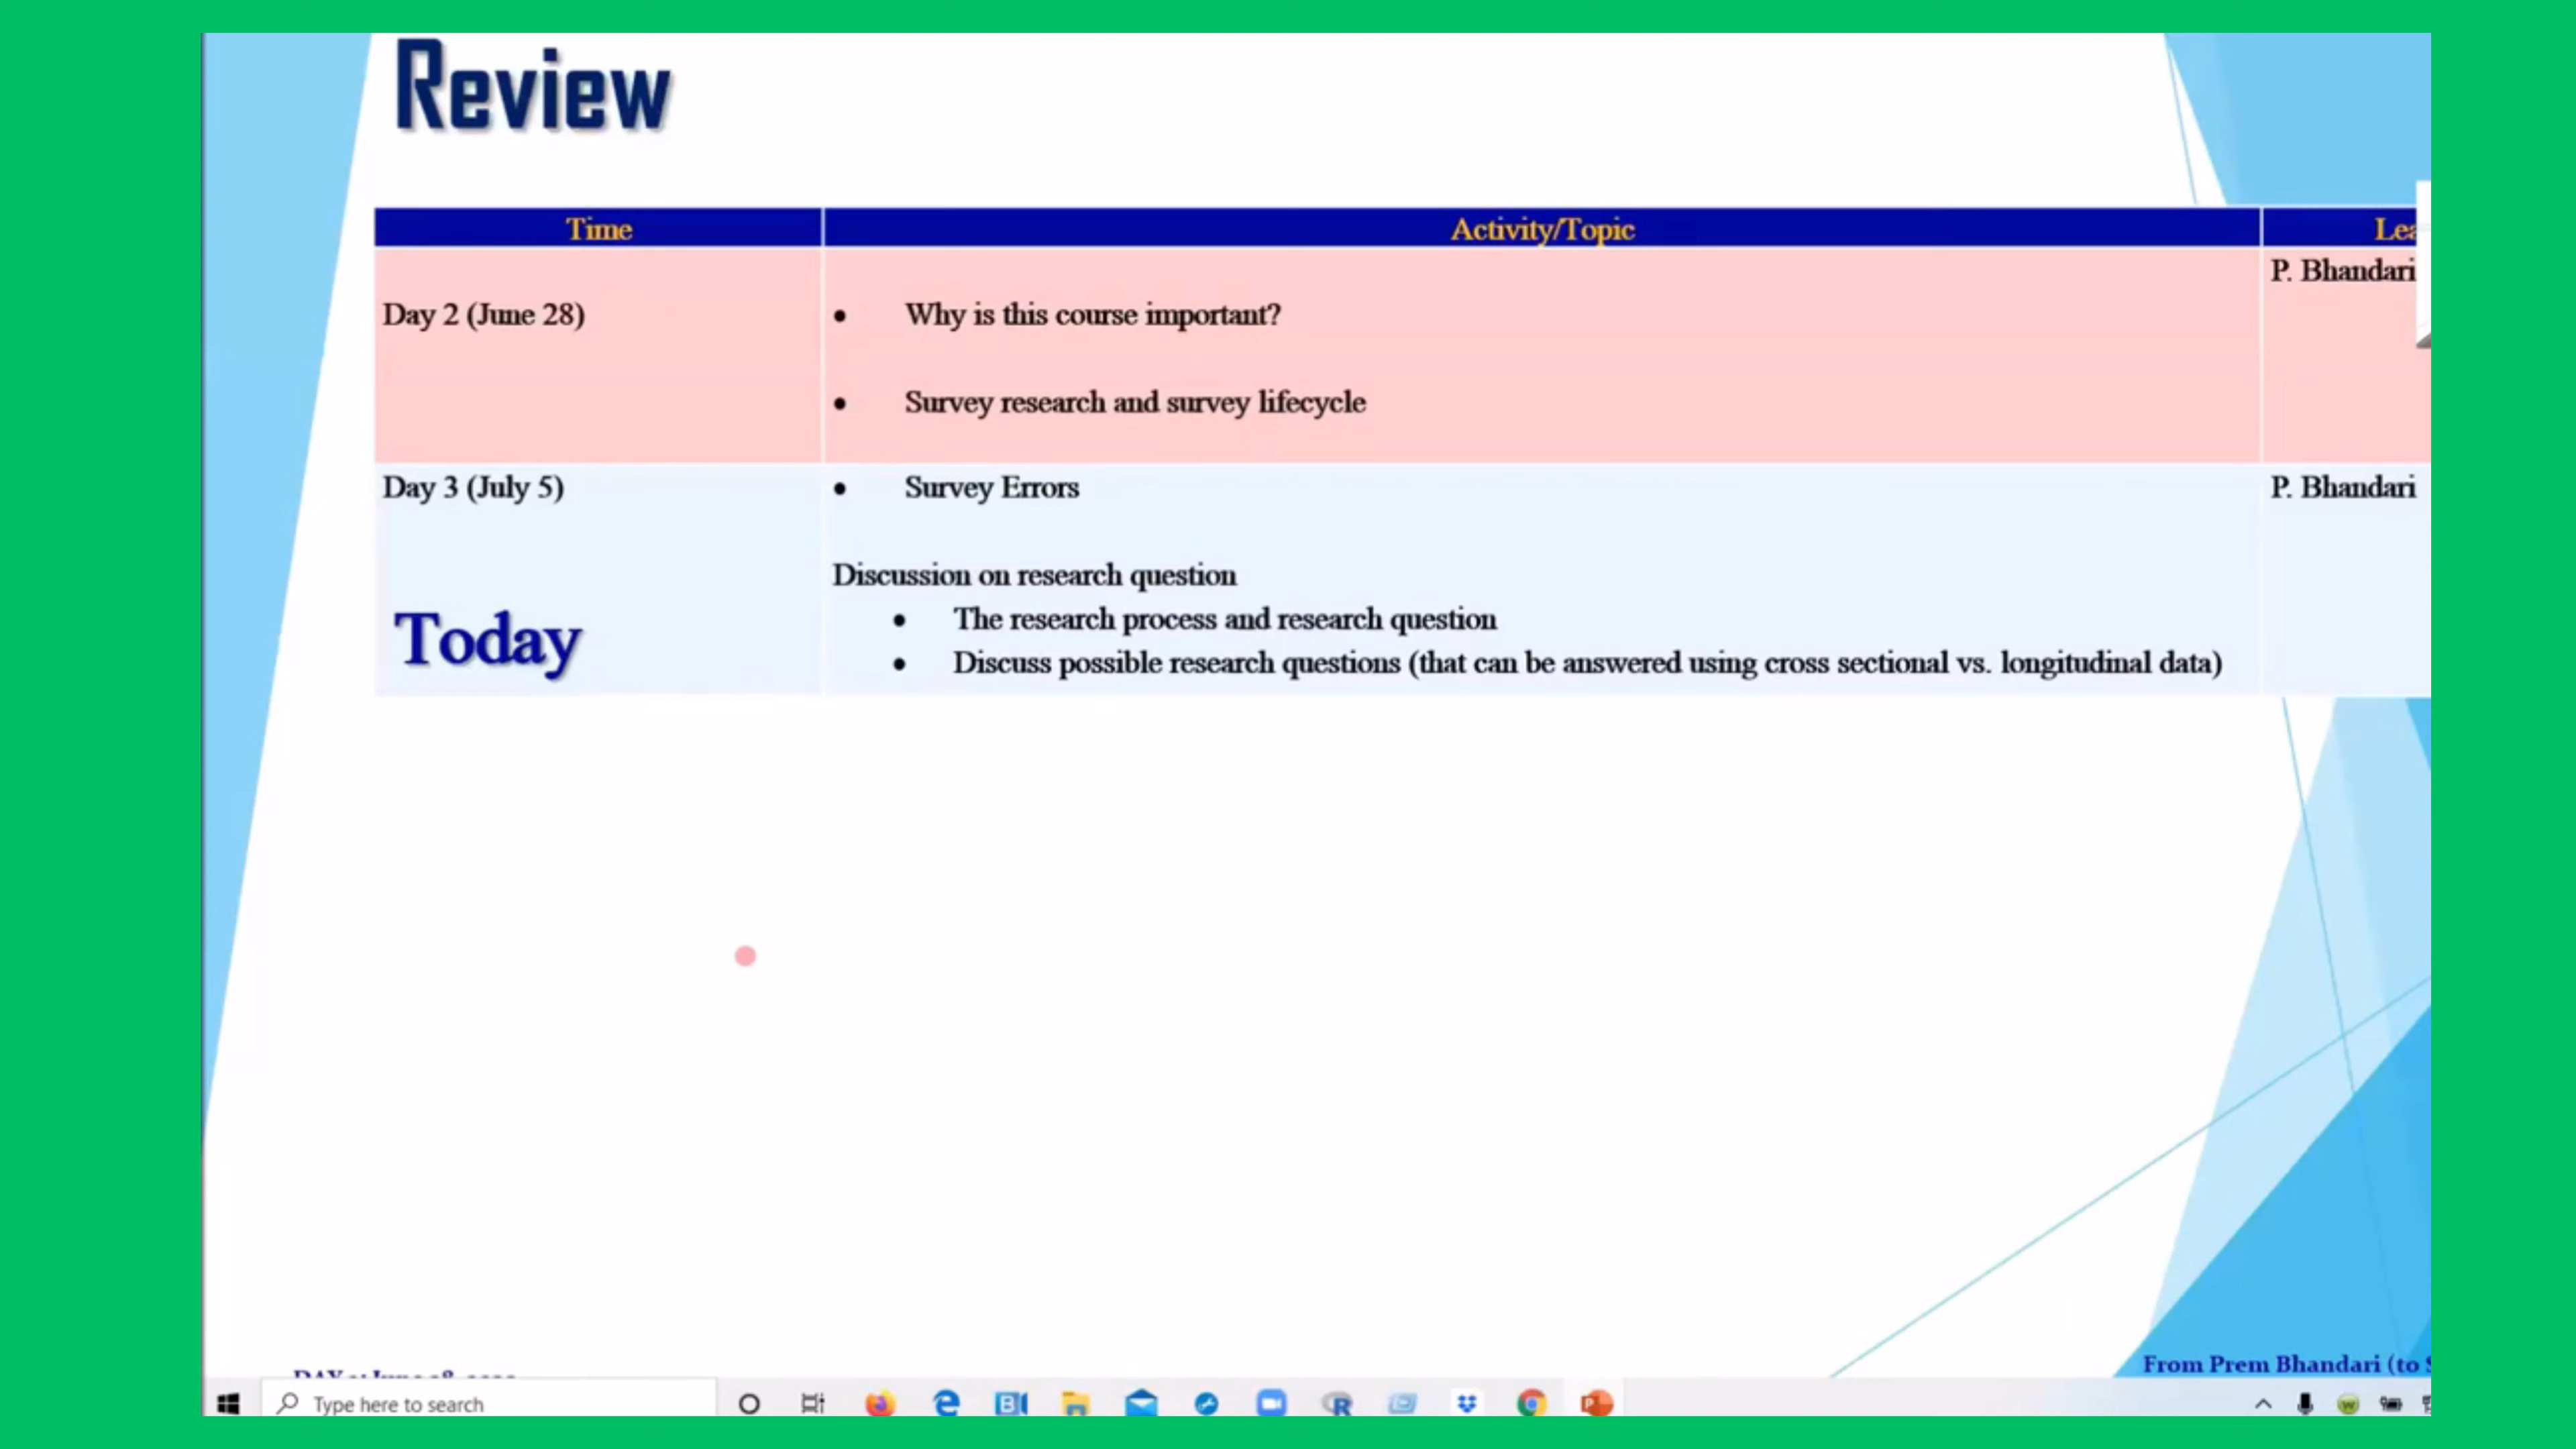 Review
Time Activity/Topic
Day 2 (June 28) • Why is this course important? P. Bhandari
• Survey research and survey lifecycle
Day 3 (July 5) • Survey Errors P. Bhandari
Discussion on research question
• The research process and research question
Today
• Discuss possible research questions (that can be answered using cross sectional vs. longitudinal data)
From Prem Bhandari (to
Type here to search